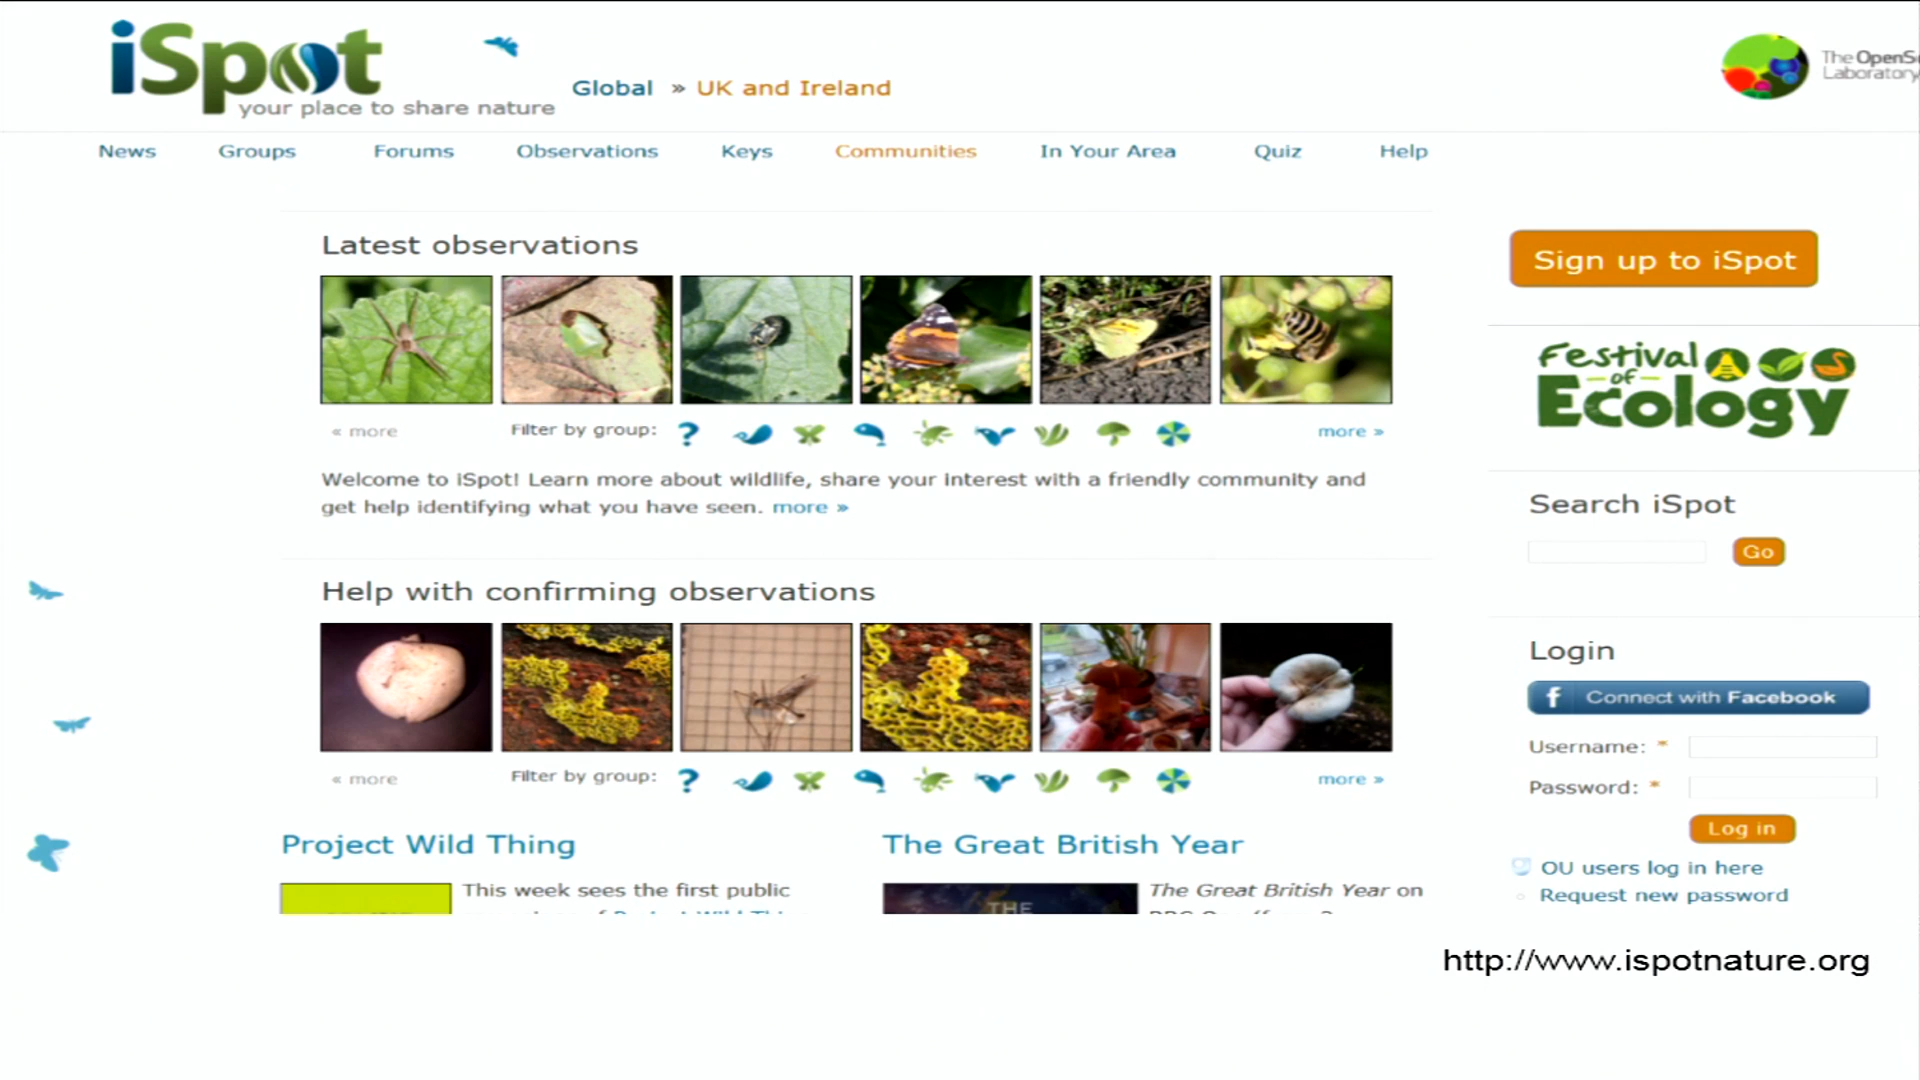 iSpot
your place to share nature
Global » UK and Ireland
The OpenSc
Laboratory
News Groups Forums Observations Keys Communities In Your Area Quiz Help
Latest observations
« more Filter by group: ? more »
Welcome to iSpot! Learn more about wildlife, share your interest with a friendly community and
get help identifying what you have seen. more »
Help with confirming observations
« more Filter by group: ? more »
Project Wild Thing
This week sees the first public
The Great British Year
THE
The Great British Year on
Sign up to iSpot
Festival
of
Ecology
Search iSpot
Go
Login
f Connect with Facebook
Username: *
Password: *
Log in
OU users log in here
Request new password
http://www.ispotnature.org